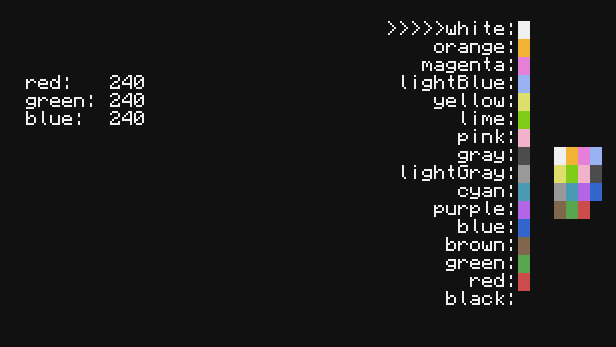 red: 240
green: 240
blue: 240
>>>>>white:
orange:
magenta:
lightBlue:
yellow:
lime:
pink:
gray:
lightGray:
cyan:
purple:
blue:
brown:
green:
red:
black: